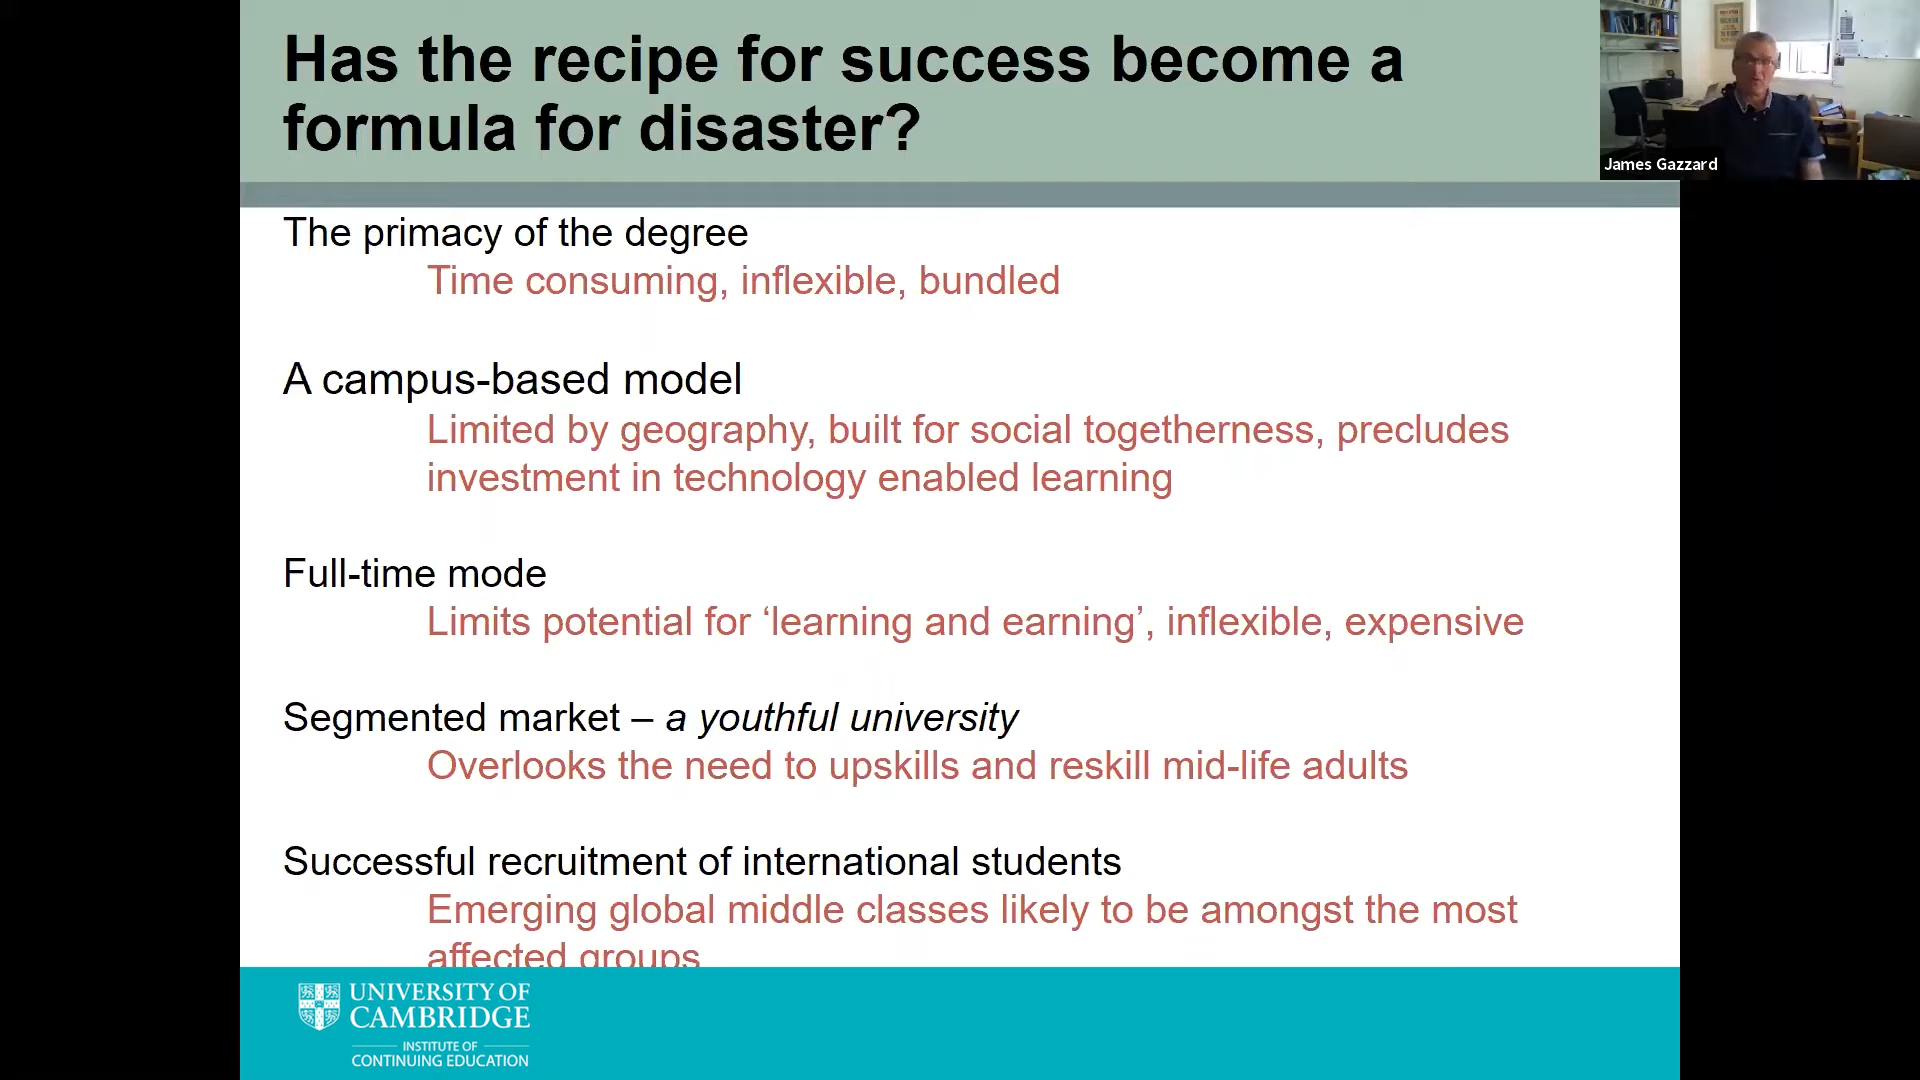 Has the recipe for success become a
formula for disaster?
James Gazzard
The primacy of the degree
Time consuming, inflexible, bundled
A campus-based model
Limited by geography, built for social togetherness, precludes
investment in technology enabled learning
Full-time mode
Limits potential for ‘learning and earning’, inflexible, expensive
Segmented market – a youthful university
Overlooks the need to upskills and reskill mid-life adults
Successful recruitment of international students
Emerging global middle classes likely to be amongst the most
affected groups
UNIVERSITY OF
CAMBRIDGE
INSTITUTE OF
CONTINUING EDUCATION